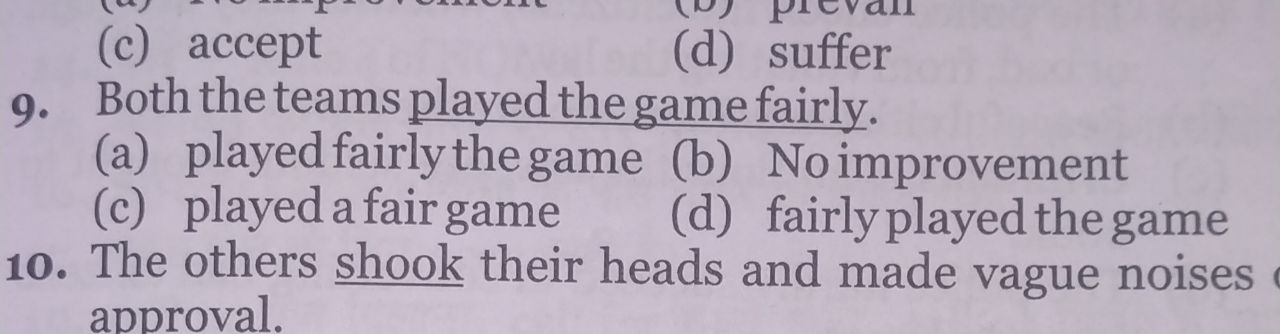 (c) accept (d) suffer
9. Both the teams played the game fairly.
(a) played fairly the game (b) No improvement
(c) played a fair game (d) fairly played the game
10. The others shook their heads and made vague noises
approval.